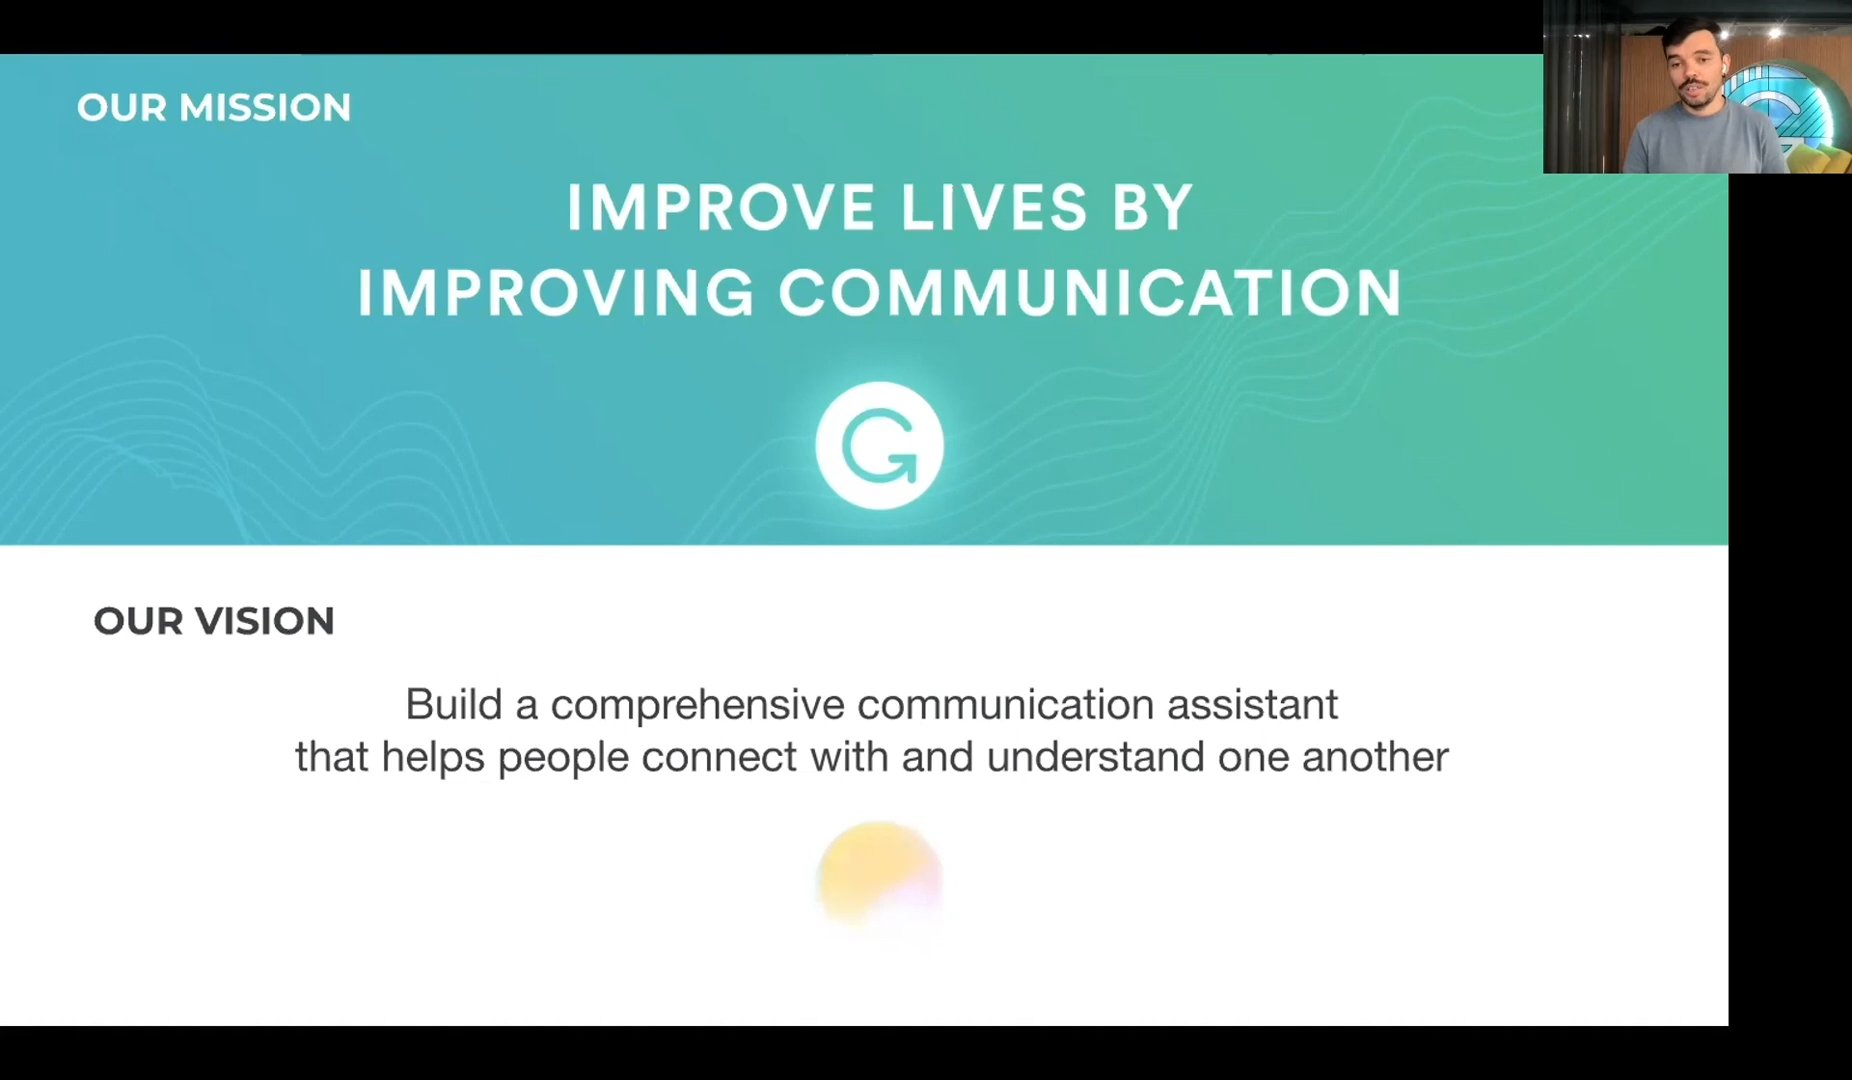 OUR MISSION
IMPROVE LIVES BY
IMPROVING COMMUNICATION
OUR VISION
Build a comprehensive communication assistant
that helps people connect with and understand one another